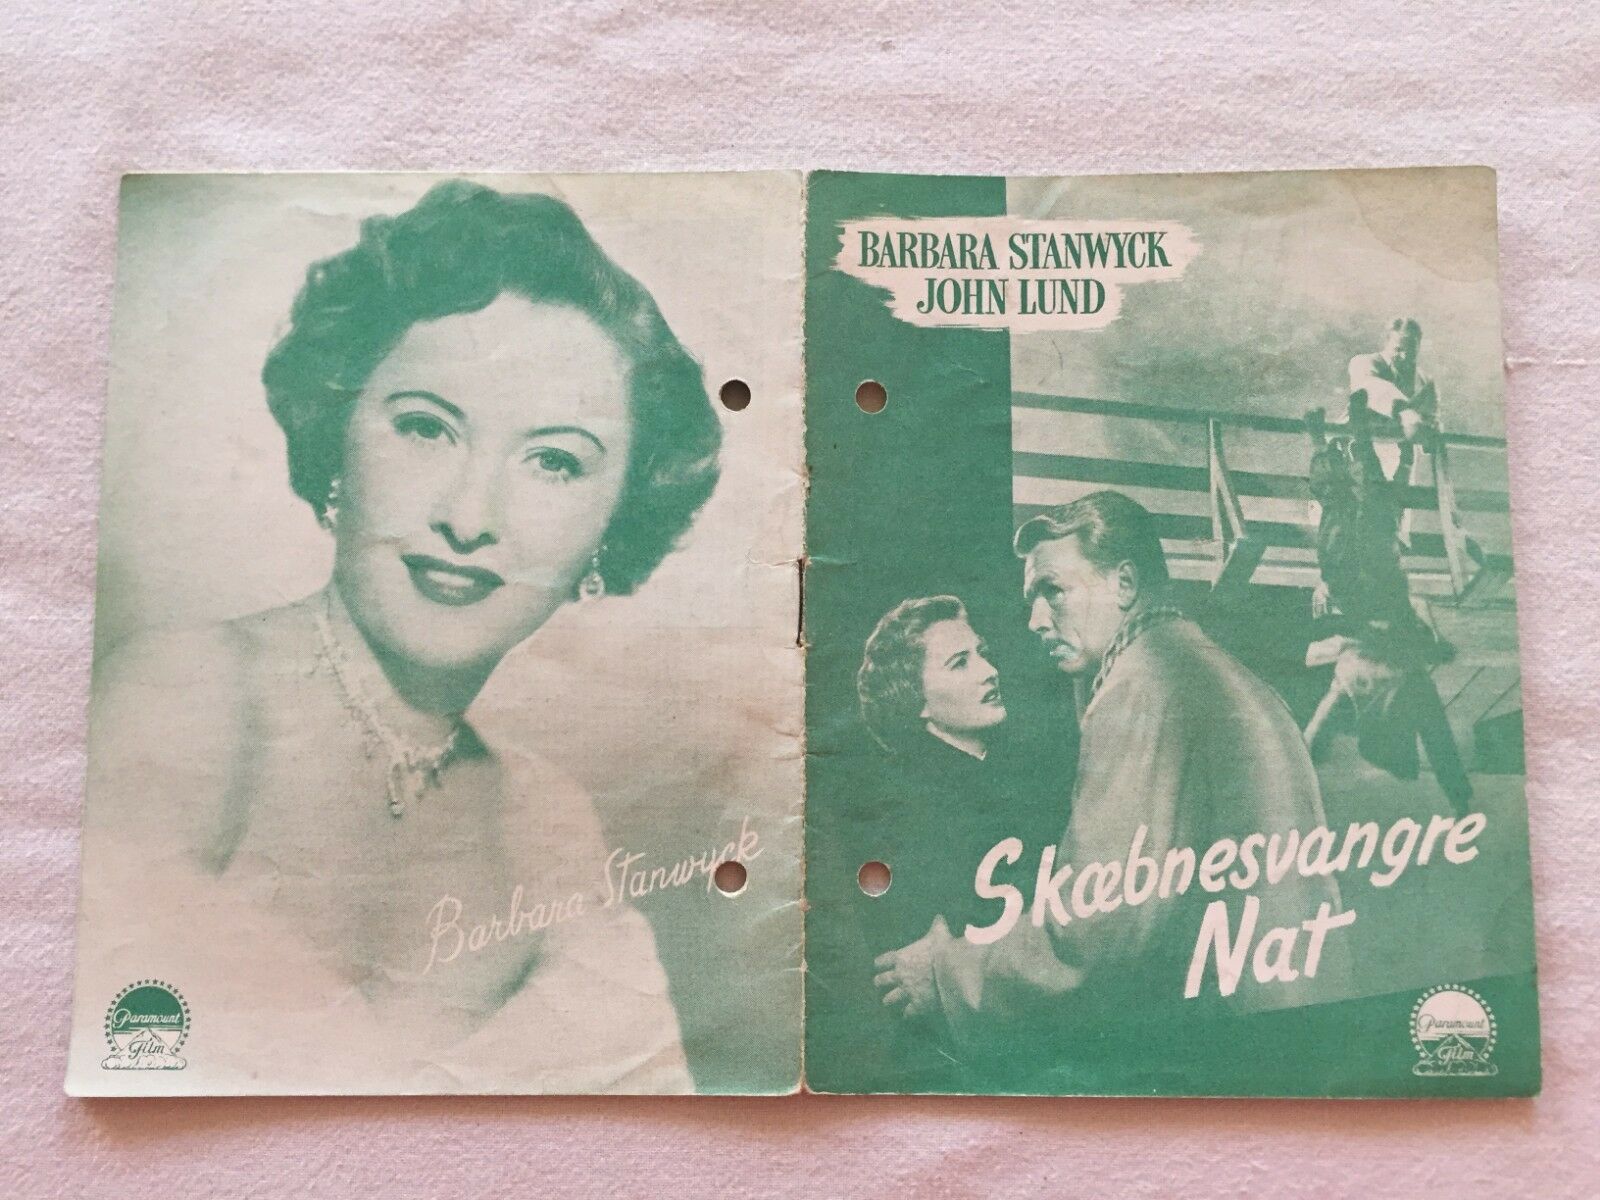 Barbara Stanwyck
Paramount
Film
BARBARA STANWYCK
JOHN LUND
Skæbnesvangre
Nat
Paramount
Film